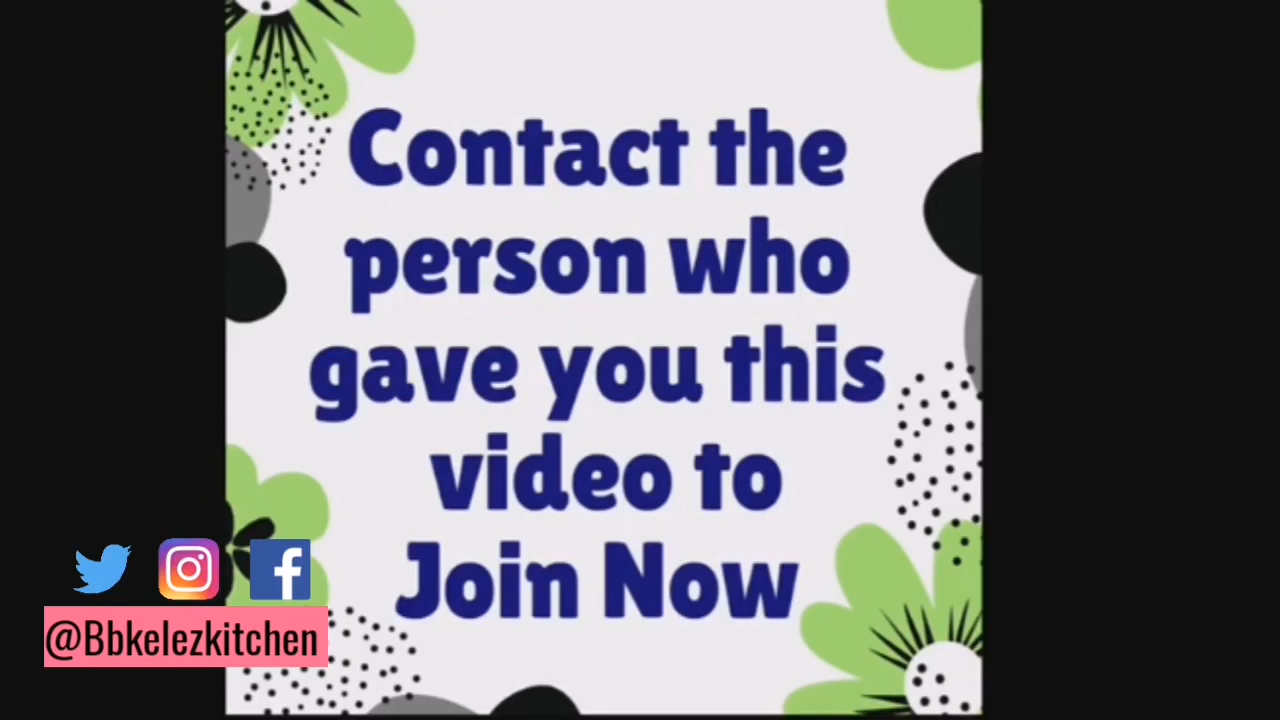 Contact the
person who
gave you this
video to
Join Now
@Bbkelezkitchen